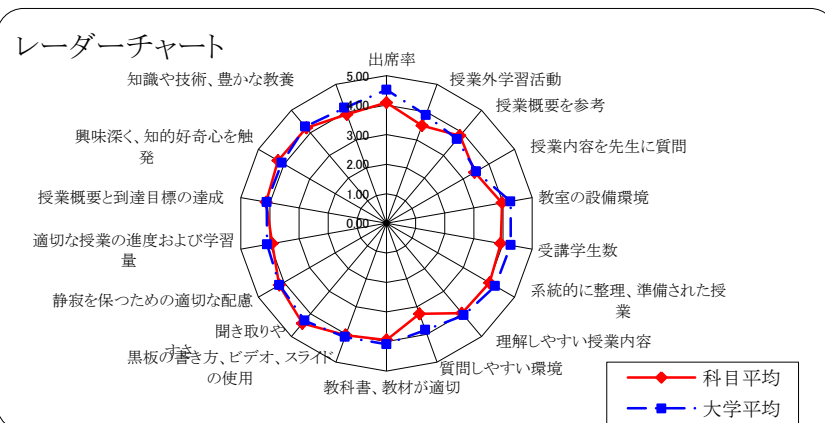 レーダーチャート
出席率
授業外学習活動
授業概要を参考
授業内容を先生に質問
教室の設備環境
受講学生数
系統的に整理、準備された授
業
理解しやすい授業内容
質問しやすい環境
教科書、教材が適切
黒板の書き方、ビデオ、スライド
の使用
聞き取りや
すさ
静寂を保つための適切な配慮
適切な授業の進度および学習
量
授業概要と到達目標の達成
興味深く、知的好奇心を触
発
知識や技術、豊かな教養
5.00
4.00
3.00
2.00
1.00
0.00
科目平均
大学平均